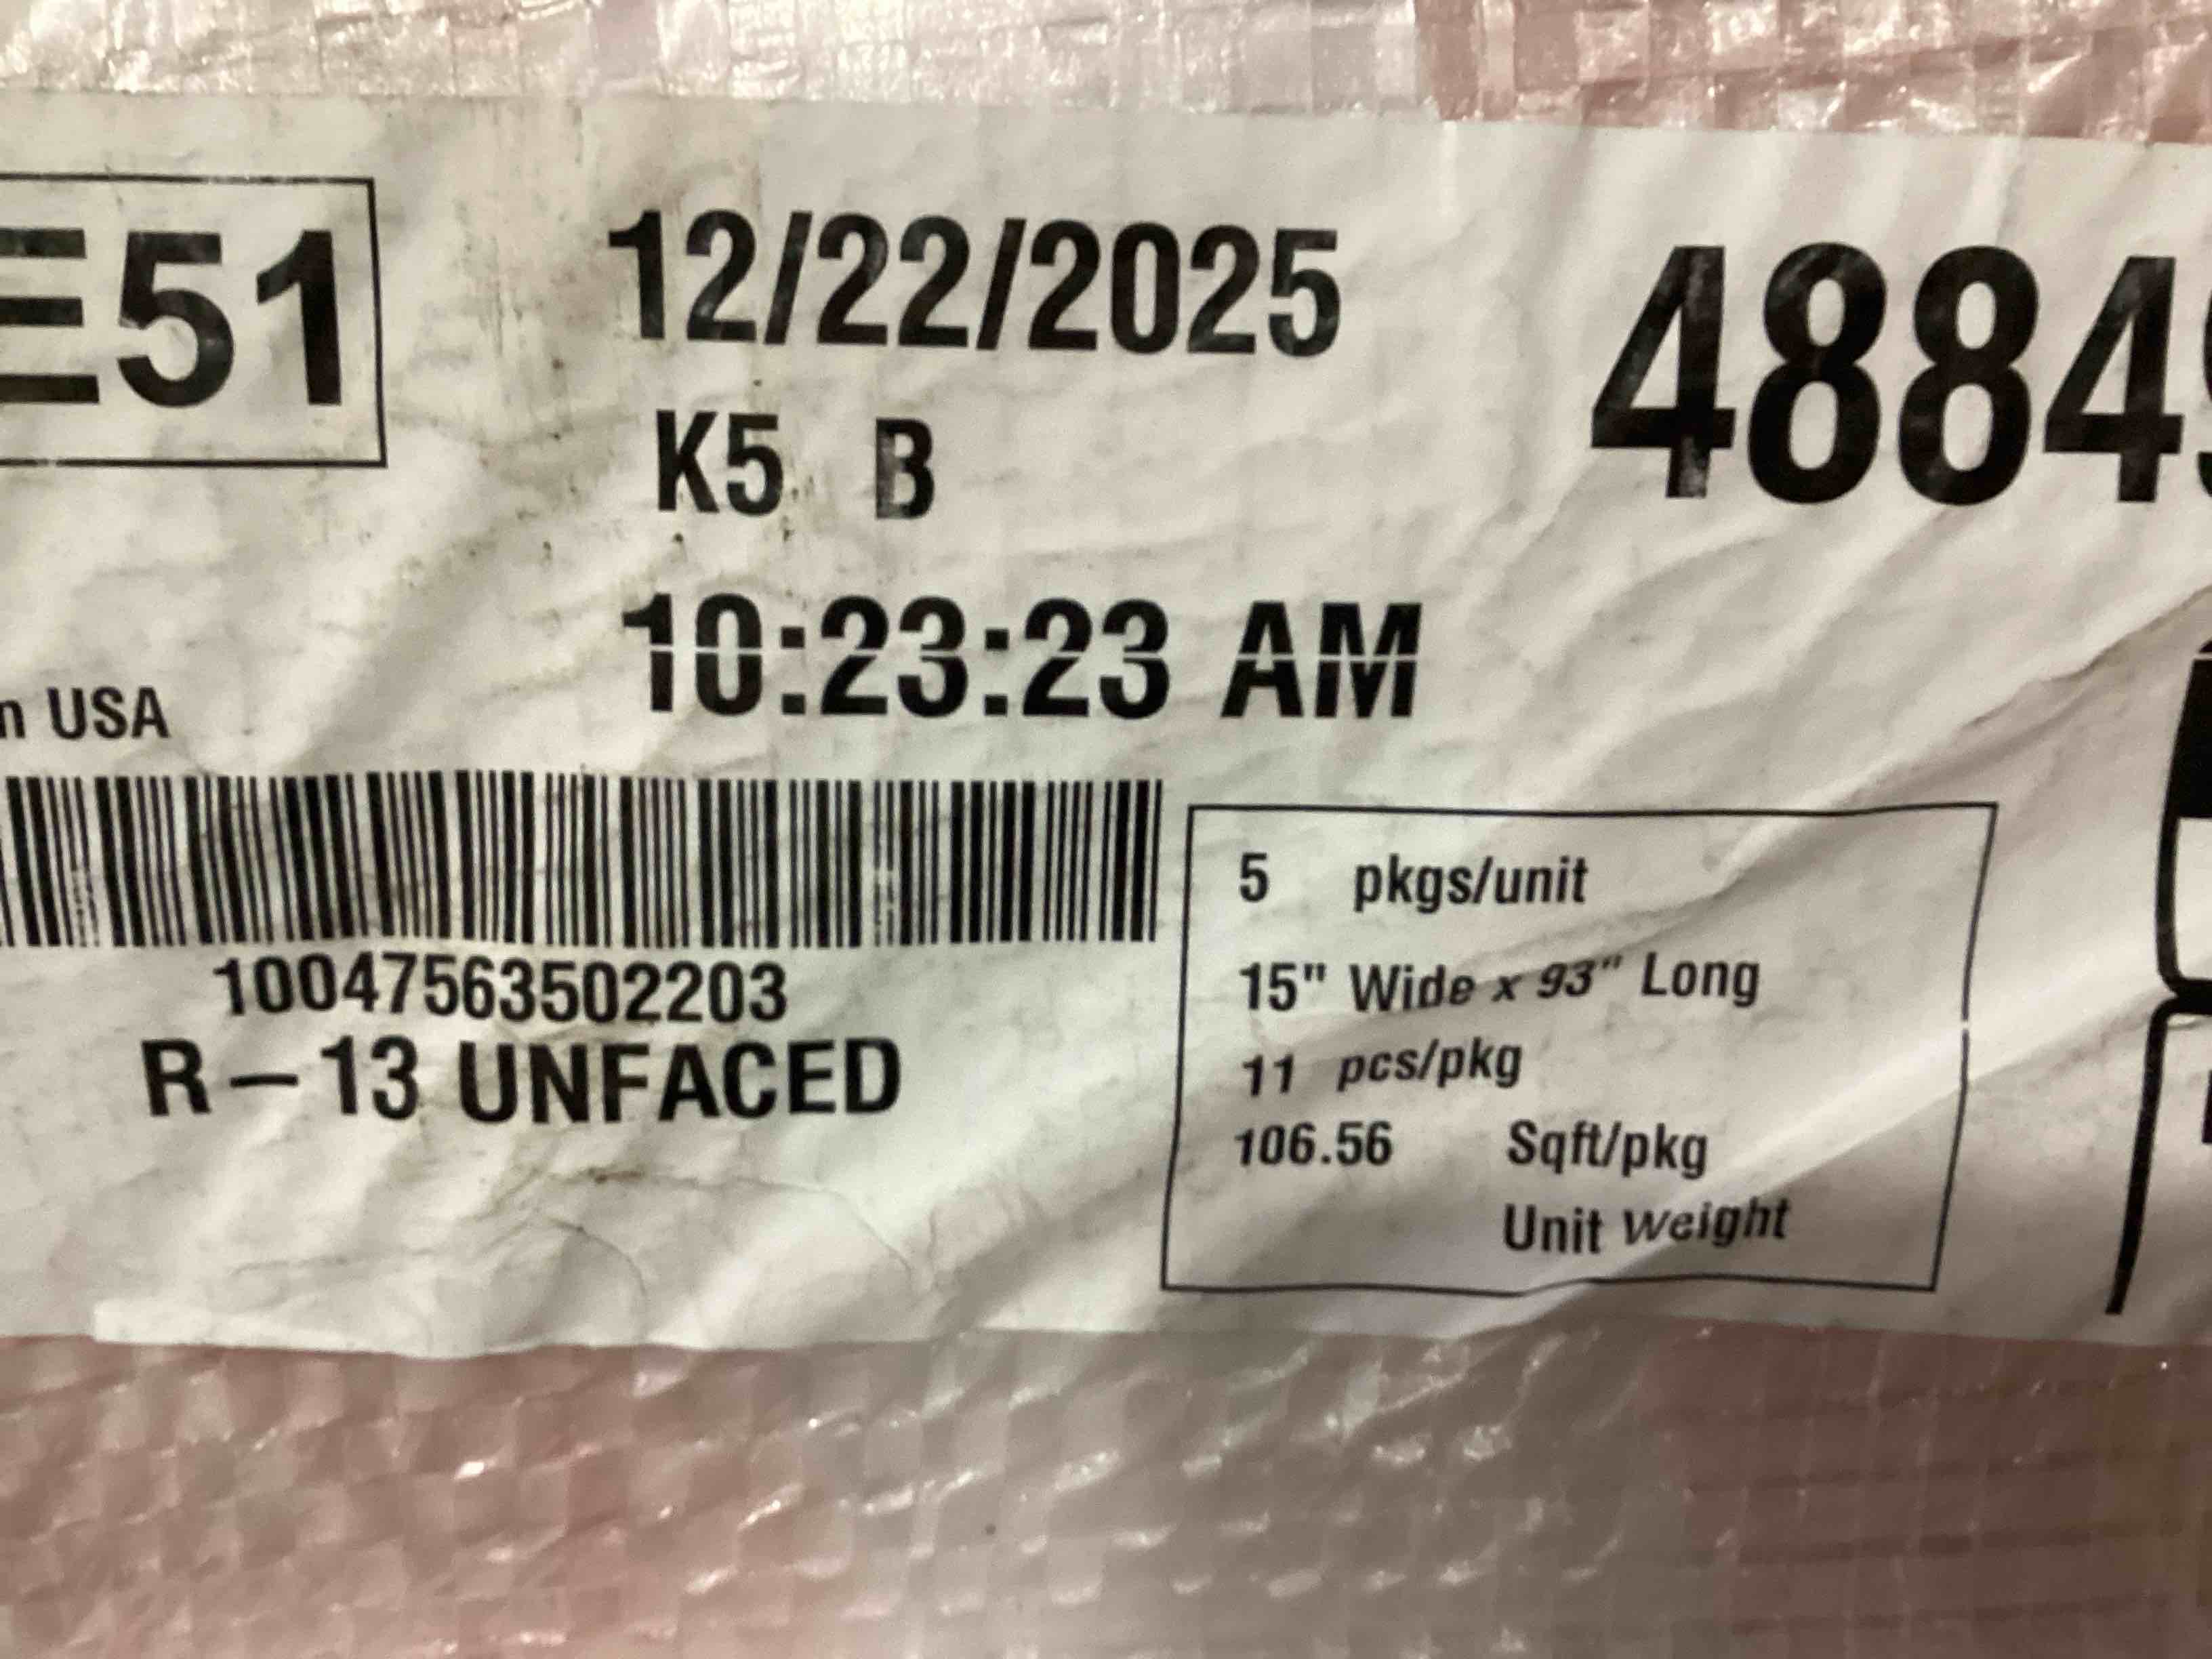 E51
12/22/2025
4884
K5 B
10:23:23 AM
n USA
10047563502203
R-13 UNFACED
5 pkgs/unit
15" Wide x 93" Long
11 pcs/pkg
106.56 Sqft/pkg
Unit Weight